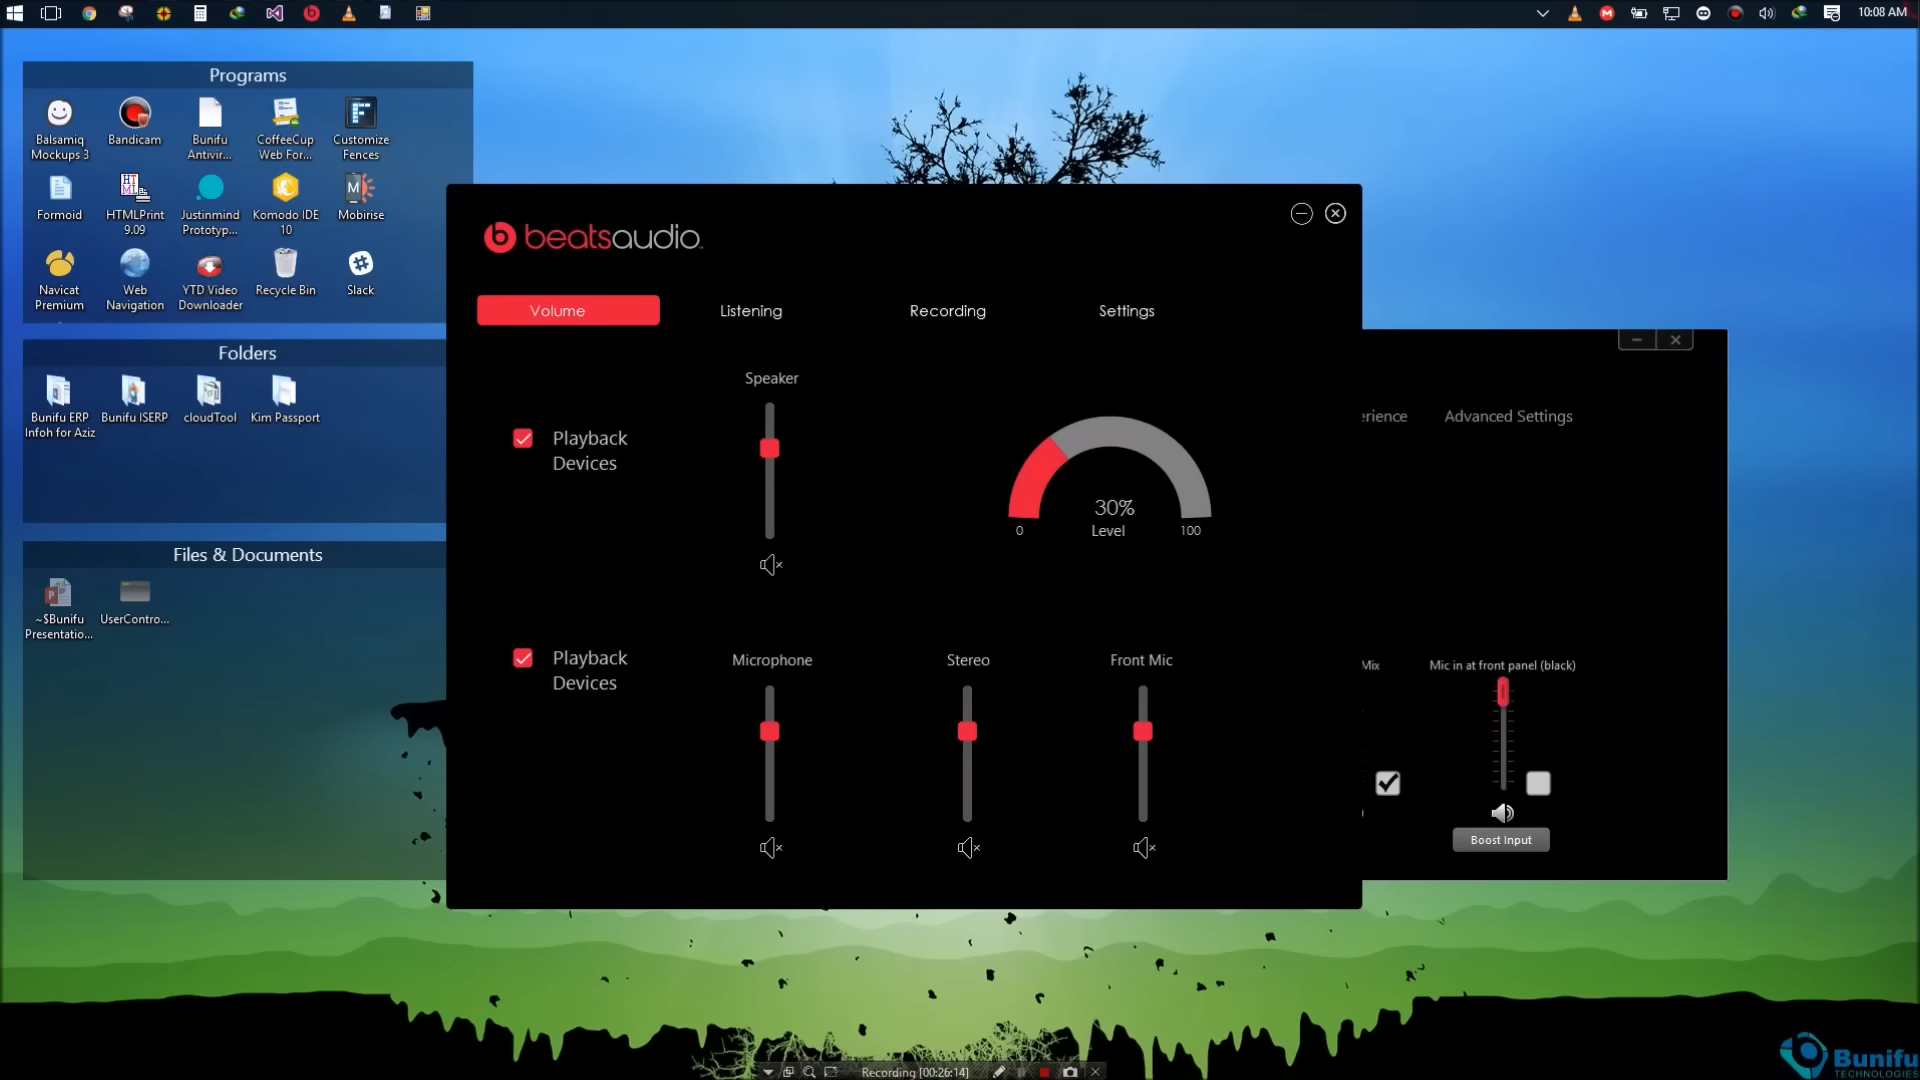 10:08 AM
Programs
Balsamiq
Mockups 3
Bandicam
Bunifu
Antivir...
CoffeeCup
Web For...
Customize
Fences
Formoid
HTMLPrint
9.09
Justinmind
Prototyp...
Komodo IDE
10
Mobirise
Navicat
Premium
Web
Navigation
YTD Video
Downloader
Recycle Bin
Slack
Folders
Bunifu ERP
Infoh for Aziz
Bunifu ISERP
cloudTool
Kim Passport
Files & Documents
~$Bunifu
Presentatio...
UserContro...
beatsaudio
Volume
Listening
Recording
Settings
Playback
Devices
Speaker
30%
0
Level
100
Playback
Devices
Microphone
Stereo
Front Mic
erience
Advanced Settings
Mix
Mic in at front panel (black)
Boost Input
Recording [00:26:14]
Bunifu
TECHNOLOGIES